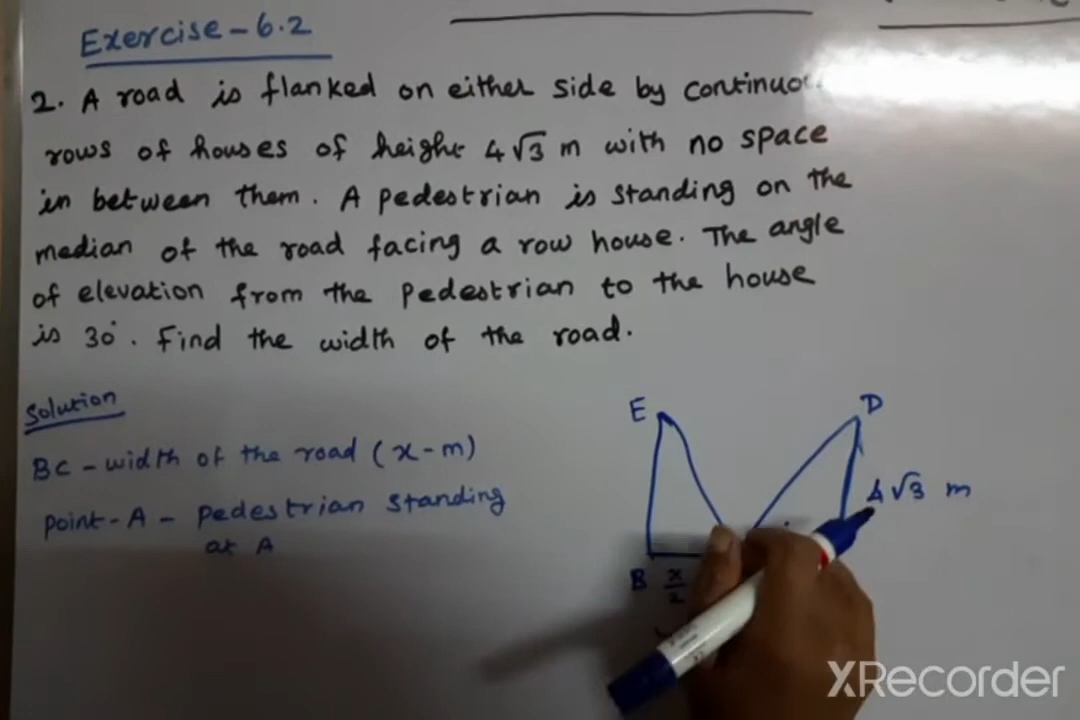 Exercise-6.2
2. A road is flanked on either side by
rows of houses of height 4√3 m with no space
in between them. A pedestrian is standing on the
median of the road facing a row house. The angle
of elevation from the pedestrian to the house
is 30°. Find the width of the road.
Solution
BC - width of the road (x-m)
Point-A - pedestrian standing
at A
E D
4√3 m
B x/2
XRecorder